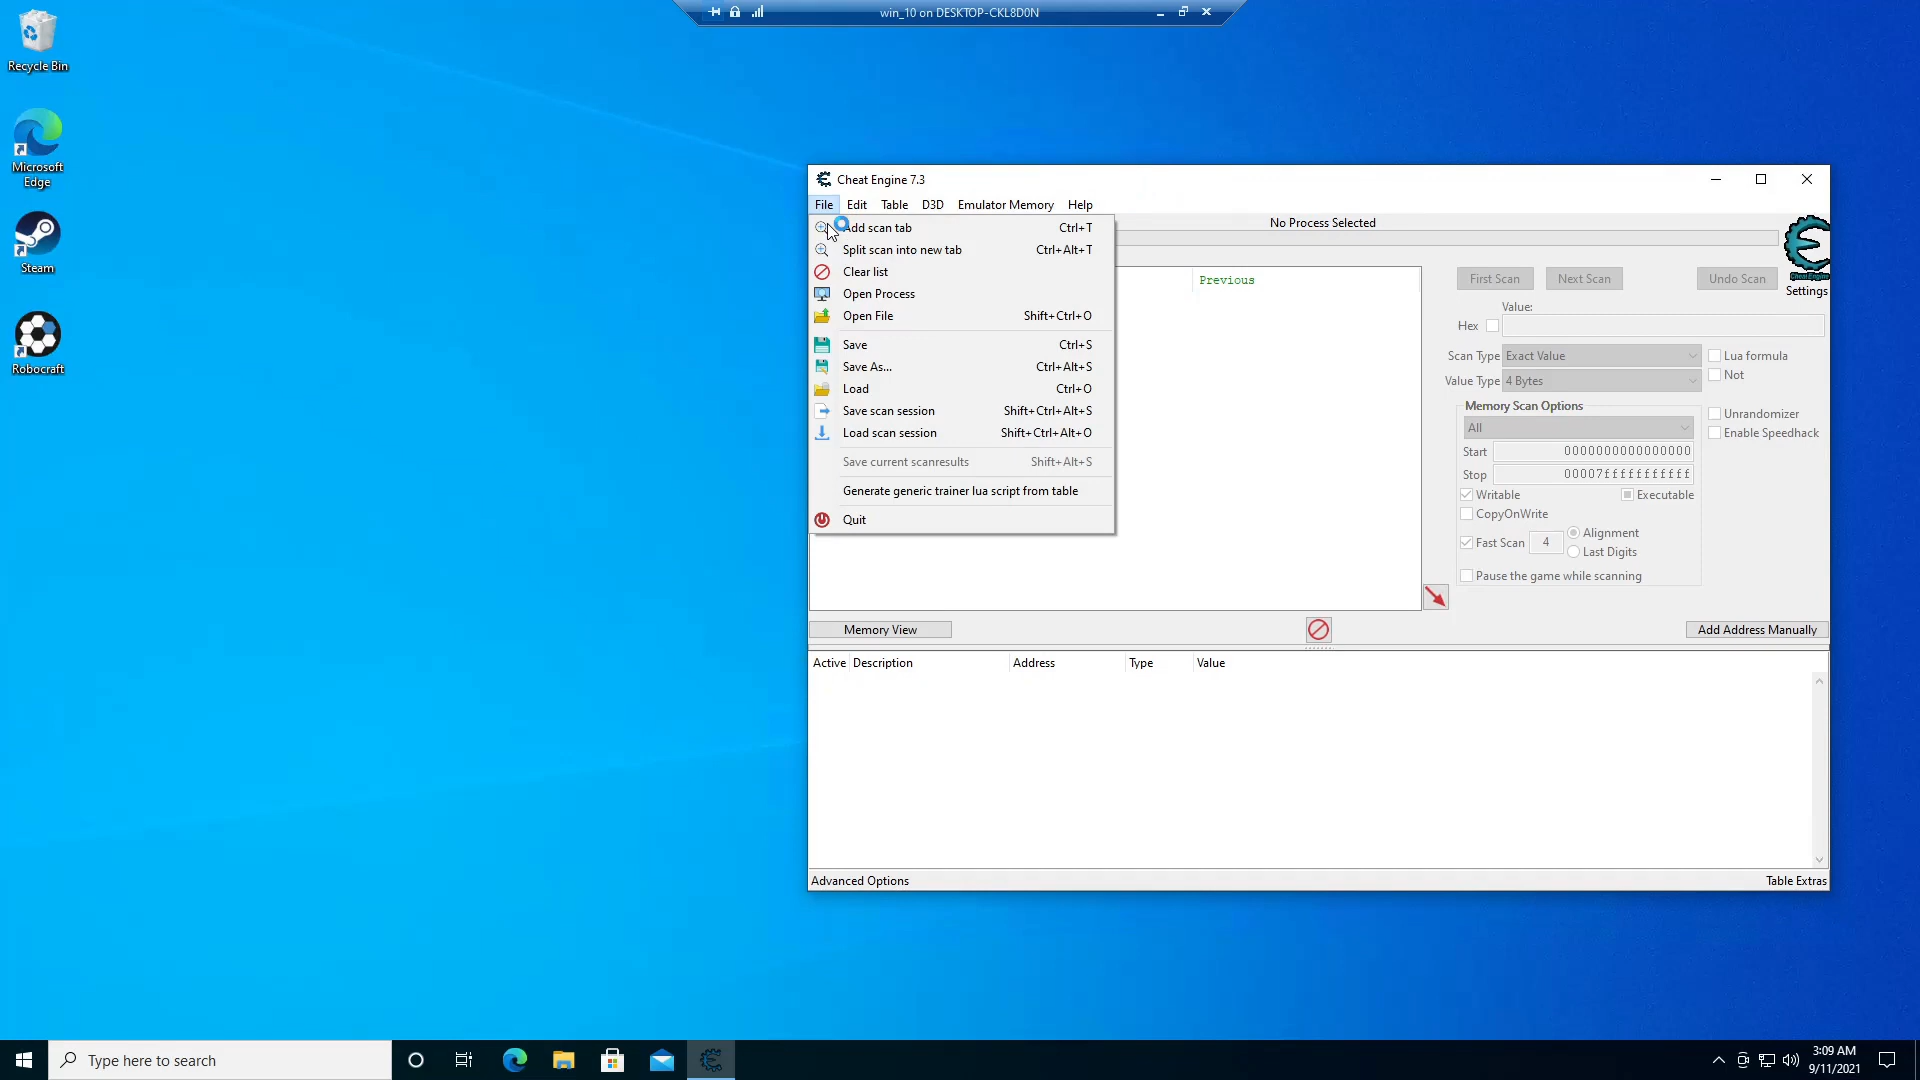 win_10 on DESKTOP-CKL8D0N
Recycle Bin
Microsoft
Edge
Steam
Robocraft
Cheat Engine 7.3
File Edit Table D3D Emulator Memory Help
No Process Selected
Add scan tab Ctrl+T
Split scan into new tab Ctrl+Alt+T
Clear list
Open Process
Open File Shift+Ctrl+O
Save Ctrl+S
Save As... Ctrl+Alt+S
Load Ctrl+O
Save scan session Shift+Ctrl+Alt+S
Load scan session Shift+Ctrl+Alt+O
Save current scanresults Shift+Alt+S
Generate generic trainer lua script from table
Quit
Previous
First Scan Next Scan Undo Scan
Cheat Engine
Settings
Value:
Hex
Scan Type Exact Value Lua formula
Value Type 4 Bytes Not
Memory Scan Options
All
Unrandomizer
Enable Speedhack
Start 0000000000000000
Stop 00007fffffffffff
Writable Executable
CopyOnWrite
Fast Scan 4 Alignment
Last Digits
Pause the game while scanning
Memory View Add Address Manually
Active Description Address Type Value
Advanced Options Table Extras
Type here to search
3:09 AM
9/11/2021